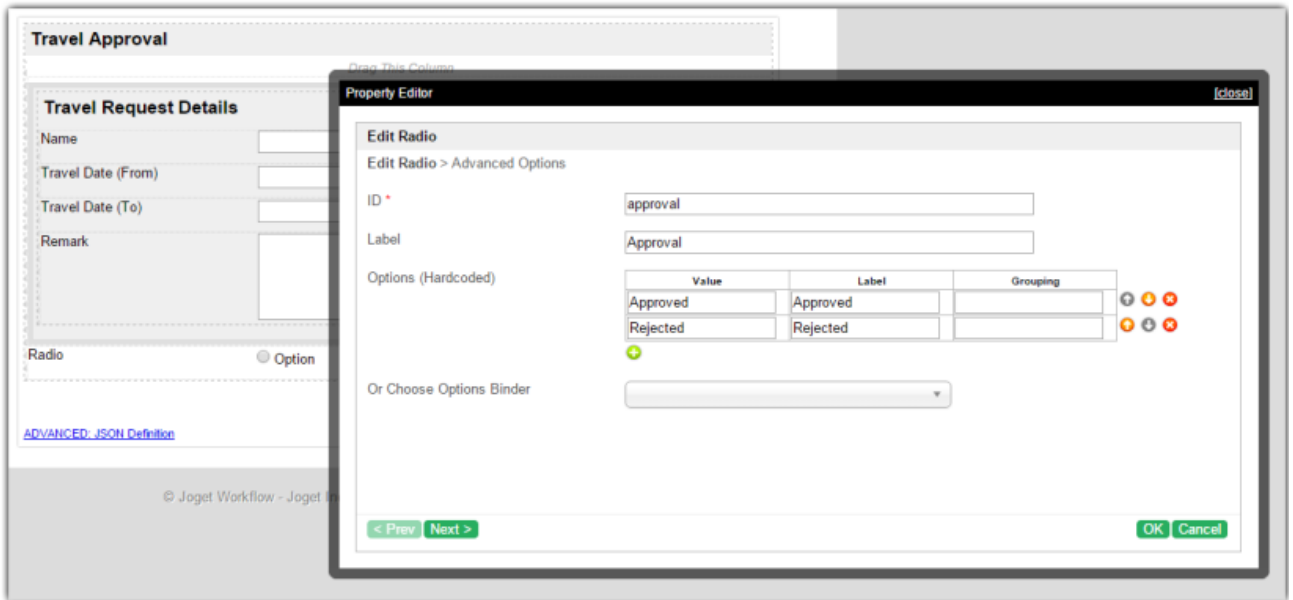 Travel Approval
Drag This Column
Travel Request Details
Name
Travel Date (From)
Travel Date (To)
Remark
Radio
Option
ADVANCED: JSON Definition
© Joget Workflow - Joget
Property Editor
[close]
Edit Radio
Edit Radio > Advanced Options
ID *
approval
Label
Approval
Options (Hardcoded)
Value Label Grouping
Approved Approved
Rejected Rejected
Or Choose Options Binder
< Prev Next >
OK Cancel